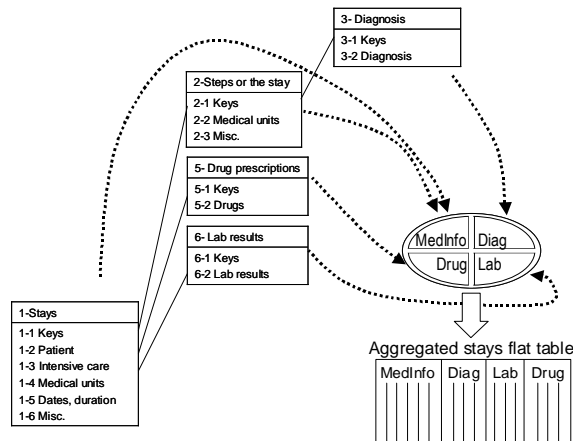 3- Diagnosis
3-1 Keys
3-2 Diagnosis
2-Steps or the stay
2-1 Keys
2-2 Medical units
2-3 Misc.
5- Drug prescriptions
5-1 Keys
5-2 Drugs
6- Lab results
6-1 Keys
6-2 Lab results
MedInfo Diag
Drug Lab
1-Stays
1-1 Keys
1-2 Patient
1-3 Intensive care
1-4 Medical units
1-5 Dates, duration
1-6 Misc.
Aggregated stays flat table
MedInfo Diag Lab Drug